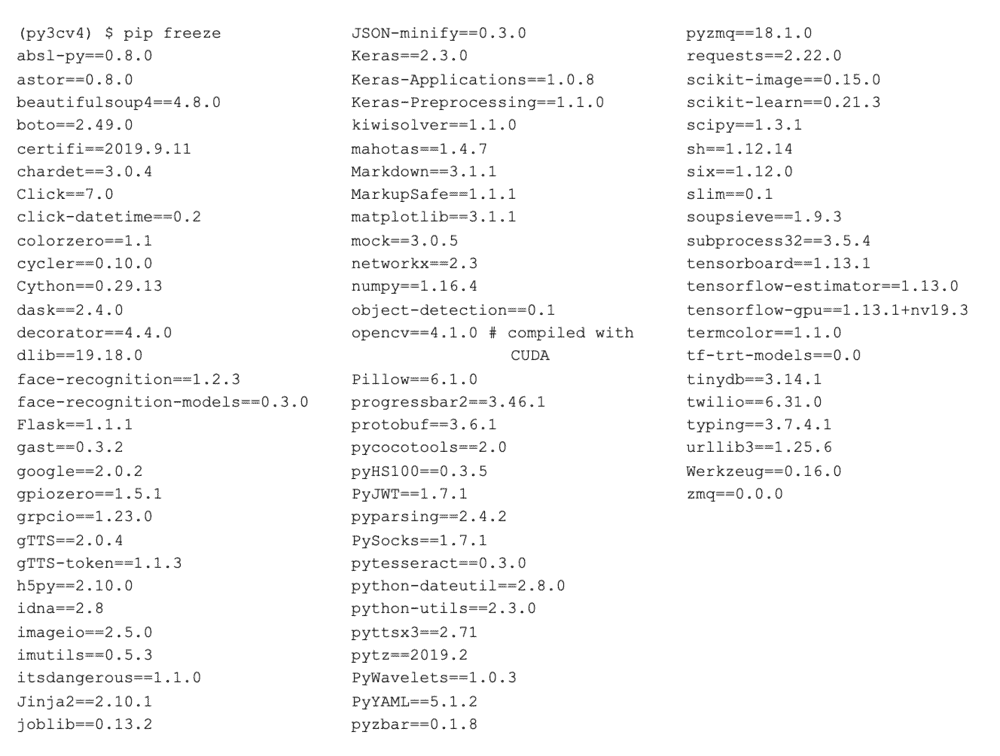 (py3cv4) $ pip freeze
absl-py==0.8.0
astor==0.8.0
beautifulsoup4==4.8.0
boto==2.49.0
certifi==2019.9.11
chardet==3.0.4
Click==7.0
click-datetime==0.2
colorzero==1.1
cycler==0.10.0
Cython==0.29.13
dask==2.4.0
decorator==4.4.0
dlib==19.18.0
face-recognition==1.2.3
face-recognition-models==0.3.0
Flask==1.1.1
gast==0.3.2
google==2.0.2
gpiozero==1.5.1
grpcio==1.23.0
gTTS==2.0.4
gTTS-token==1.1.3
h5py==2.10.0
idna==2.8
imageio==2.5.0
imutils==0.5.3
itsdangerous==1.1.0
Jinja2==2.10.1
joblib==0.13.2
JSON-minify==0.3.0
Keras==2.3.0
Keras-Applications==1.0.8
Keras-Preprocessing==1.1.0
kiwisolver==1.1.0
mahotas==1.4.7
Markdown==3.1.1
MarkupSafe==1.1.1
matplotlib==3.1.1
mock==3.0.5
networkx==2.3
numpy==1.16.4
object-detection==0.1
opencv==4.1.0 # compiled with
CUDA
Pillow==6.1.0
progressbar2==3.46.1
protobuf==3.6.1
pycocotools==2.0
pyHS100==0.3.5
PyJWT==1.7.1
pyparsing==2.4.2
PySocks==1.7.1
pytesseract==0.3.0
python-dateutil==2.8.0
python-utils==2.3.0
pyttsx3==2.71
pytz==2019.2
PyWavelets==1.0.3
PyYAML==5.1.2
pyzbar==0.1.8
pyzmq==18.1.0
requests==2.22.0
scikit-image==0.15.0
scikit-learn==0.21.3
scipy==1.3.1
sh==1.12.14
six==1.12.0
slim==0.1
soupsieve==1.9.3
subprocess32==3.5.4
tensorboard==1.13.1
tensorflow-estimator==1.13.0
tensorflow-gpu==1.13.1+nv19.3
termcolor==1.1.0
tf-trt-models==0.0
tinydb==3.14.1
twilio==6.31.0
typing==3.7.4.1
urllib3==1.25.6
Werkzeug==0.16.0
zmq==0.0.0